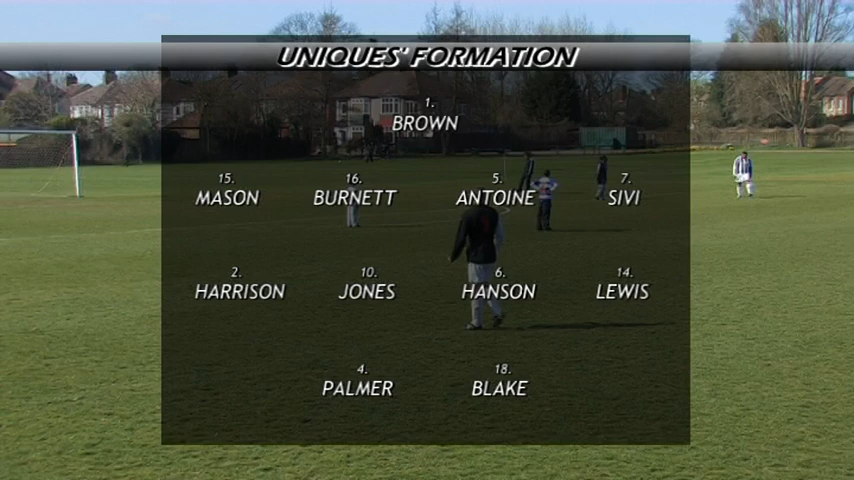 UNIQUES' FORMATION
1.
BROWN
15. 16. 5. 7.
MASON BURNETT ANTOINE SIVI
2. 10. 6. 14.
HARRISON JONES HANSON LEWIS
4. 18.
PALMER BLAKE